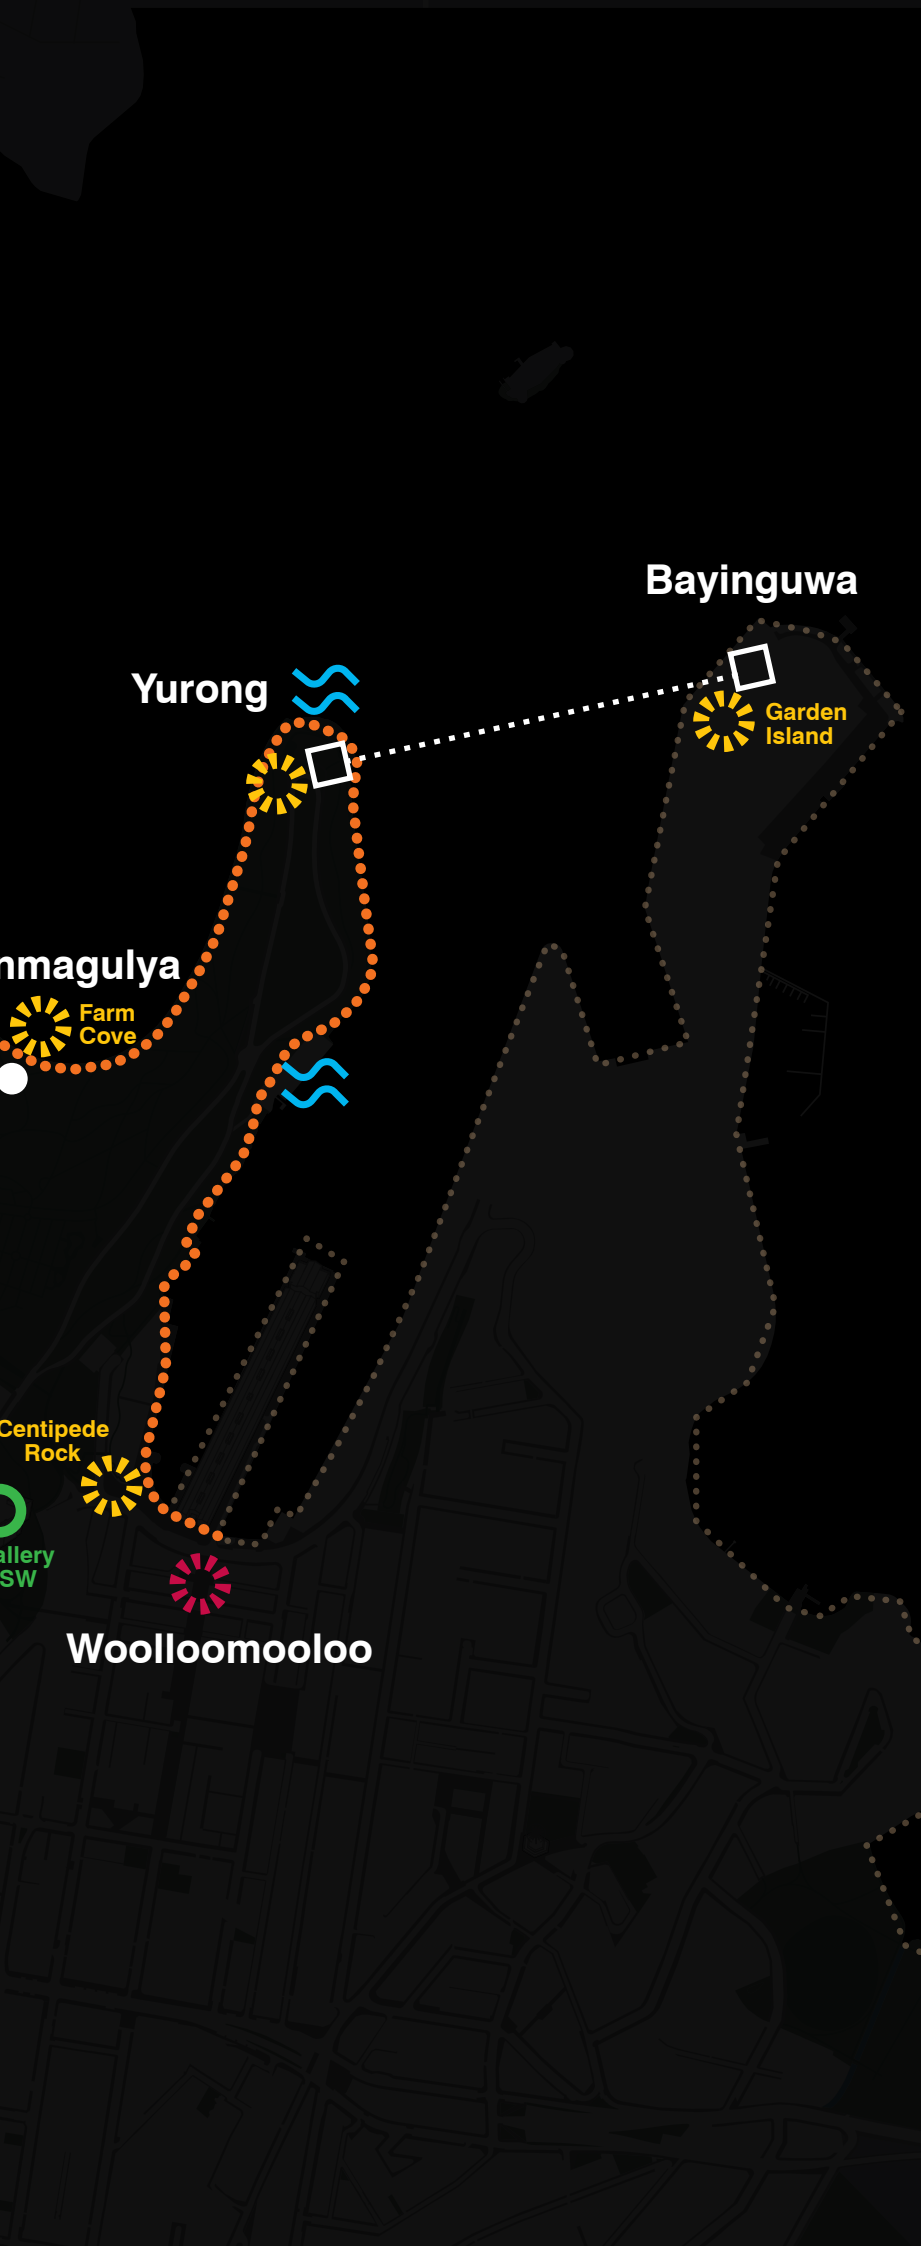 Bayinguwa
Yurong
Garden
Island
nmagulya
Farm
Cove
Centipede
Rock
allery
SW
Woolloomooloo